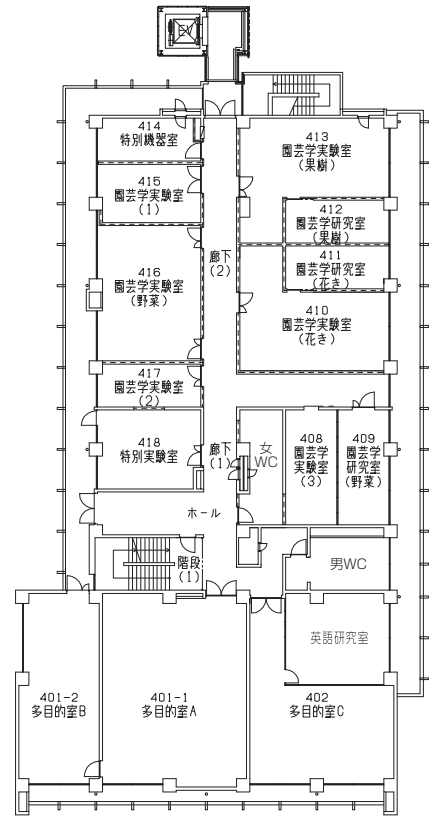 EV
414
特別機器室
413
園芸学実験室
(果樹)
415
園芸学実験室
(1)
412
園芸学研究室
(果樹)
411
園芸学研究室
(花き)
416
園芸学実験室
(野菜)
廊下
(2)
410
園芸学実験室
(花き)
417
園芸学実験室
(2)
418
特別実験室
廊下
(1)
女
WC
408
園芸学
実験室
(3)
409
園芸学
研究室
(野菜)
ホール
階段
(1)
男WC
英語研究室
401-2
多目的室B
401-1
多目的室A
402
多目的室C